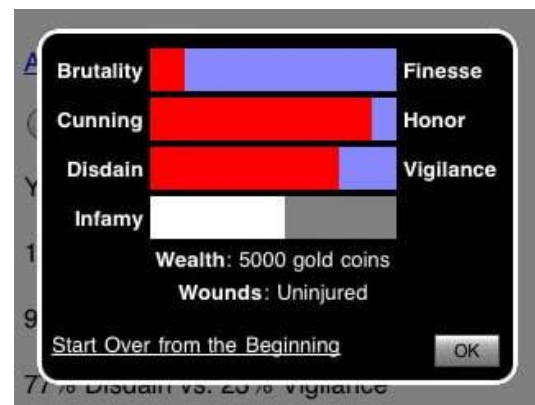 Brutality Finesse
Cunning Honor
Disdain Vigilance
Infamy
Wealth: 5000 gold coins
Wounds: Uninjured
Start Over from the Beginning OK
77% Disdain vs. 23% Vigilance